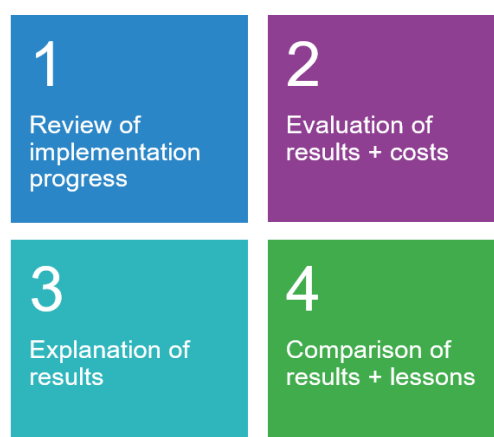 1
Review of
implementation
progress
2
Evaluation of
results + costs
3
Explanation of
results
4
Comparison of
results + lessons